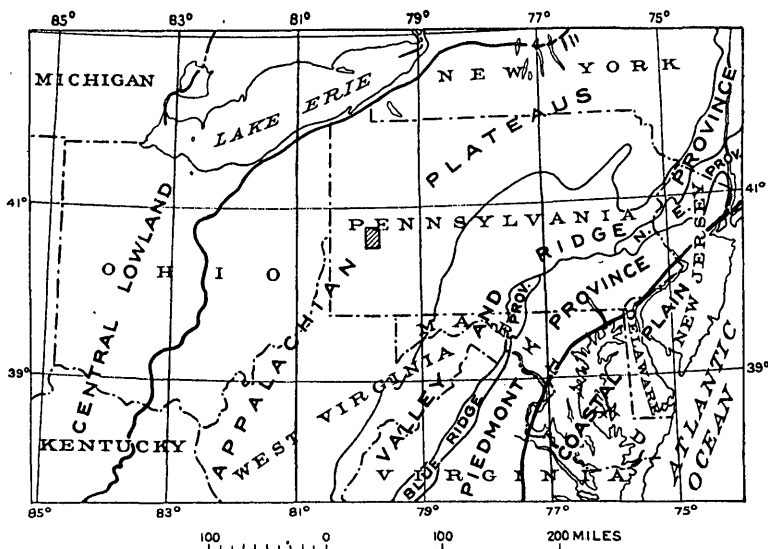 85° 83° 81° 79° 77° 75°
MICHIGAN
LAKE ERIE
NEW YORK
APPALACHIAN PLATEAUS
41° 41°
PENNSYLVANIA
OHIO
CENTRAL LOWLAND
VALLEY AND RIDGE PROVINCE
N. E. PROV.
NEW JERSEY
BLUE RIDGE PROV.
PIEDMONT PROVINCE
COASTAL PLAIN
DELAWARE
39° 39°
WEST VIRGINIA
KENTUCKY
VIRGINIA
ATLANTIC
OCEAN
85° 83° 81° 79° 77° 75°
100 0 100 200 MILES